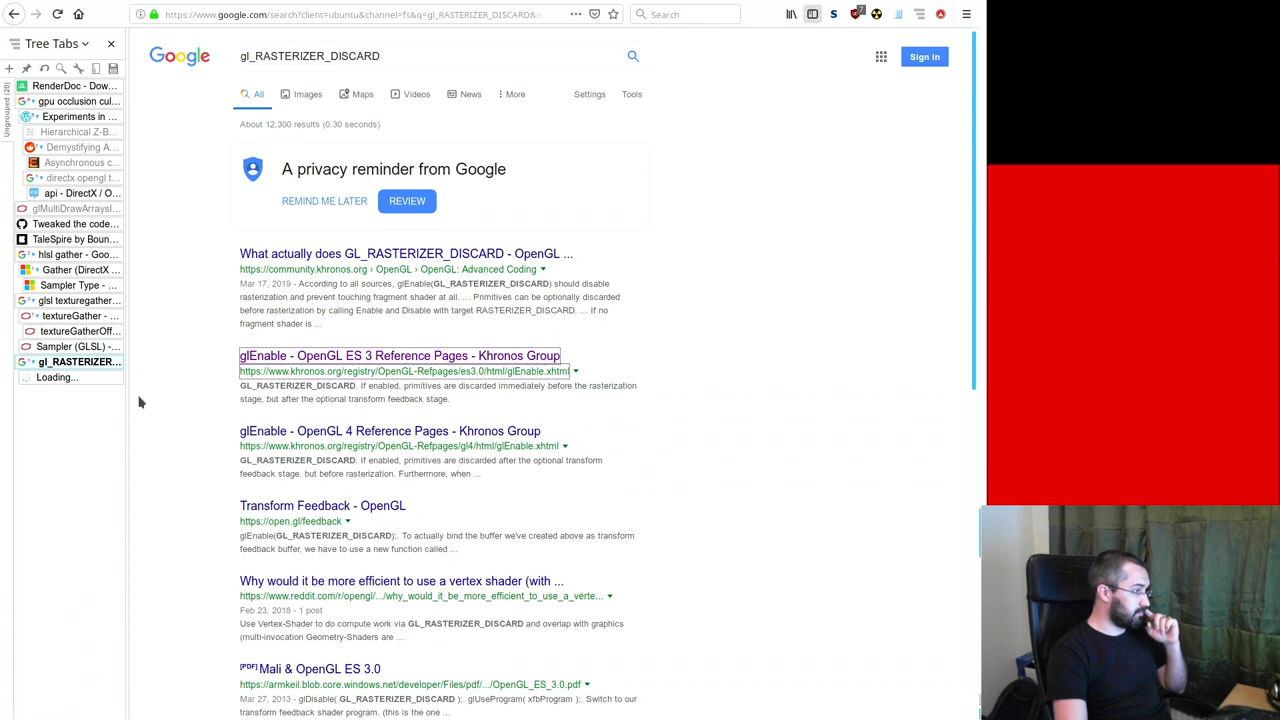 https://www.google.com/search?client=ubuntu&channel=fs&q=gl_RASTERIZER_DISCARD&i
Search
7
Tree Tabs
Ungrouped (20)
RenderDoc - Dow...
gpu occlusion cul...
Experiments in ...
Hierarchical Z-B...
Demystifying A...
Asynchronous c...
directx opengl t...
api - DirectX / O...
glMultiDrawArraysI...
Tweaked the code...
TaleSpire by Boun...
hlsl gather - Goo...
Gather (DirectX ...
Sampler Type - ...
glsl texturegather...
textureGather - ...
textureGatherOff...
Sampler (GLSL) -...
gl_RASTERIZER...
Loading...
Google
gl_RASTERIZER_DISCARD
Sign in
All
Images
Maps
Videos
News
More
Settings
Tools
About 12,300 results (0.30 seconds)
A privacy reminder from Google
REMIND ME LATER
REVIEW
What actually does GL_RASTERIZER_DISCARD - OpenGL ...
https://community.khronos.org › OpenGL › OpenGL: Advanced Coding
Mar 17, 2019 - According to all sources, glEnable(GL_RASTERIZER_DISCARD) should disable
rasterization and prevent touching fragment shader at all. ... Primitives can be optionally discarded
before rasterization by calling Enable and Disable with target RASTERIZER_DISCARD. ... If no
fragment shader is ...
glEnable - OpenGL ES 3 Reference Pages - Khronos Group
https://www.khronos.org/registry/OpenGL-Refpages/es3.0/html/glEnable.xhtml
GL_RASTERIZER_DISCARD. If enabled, primitives are discarded immediately before the rasterization
stage, but after the optional transform feedback stage.
glEnable - OpenGL 4 Reference Pages - Khronos Group
https://www.khronos.org/registry/OpenGL-Refpages/gl4/html/glEnable.xhtml
GL_RASTERIZER_DISCARD. If enabled, primitives are discarded after the optional transform
feedback stage, but before rasterization. Furthermore, when ...
Transform Feedback - OpenGL
https://open.gl/feedback
glEnable(GL_RASTERIZER_DISCARD);. To actually bind the buffer we've created above as transform
feedback buffer, we have to use a new function called ...
Why would it be more efficient to use a vertex shader (with ...
https://www.reddit.com/r/opengl/.../why_would_it_be_more_efficient_to_use_a_verte...
Feb 23, 2018 - 1 post
Use Vertex-Shader to do compute work via GL_RASTERIZER_DISCARD and overlap with graphics
(multi-invocation Geometry-Shaders are ...
[PDF] Mali & OpenGL ES 3.0
https://armkeil.blob.core.windows.net/developer/Files/pdf/.../OpenGL_ES_3.0.pdf
Mar 27, 2013 - glDisable( GL_RASTERIZER_DISCARD );. glUseProgram( xfbProgram );. Switch to our
transform feedback shader program. (this is the one ...